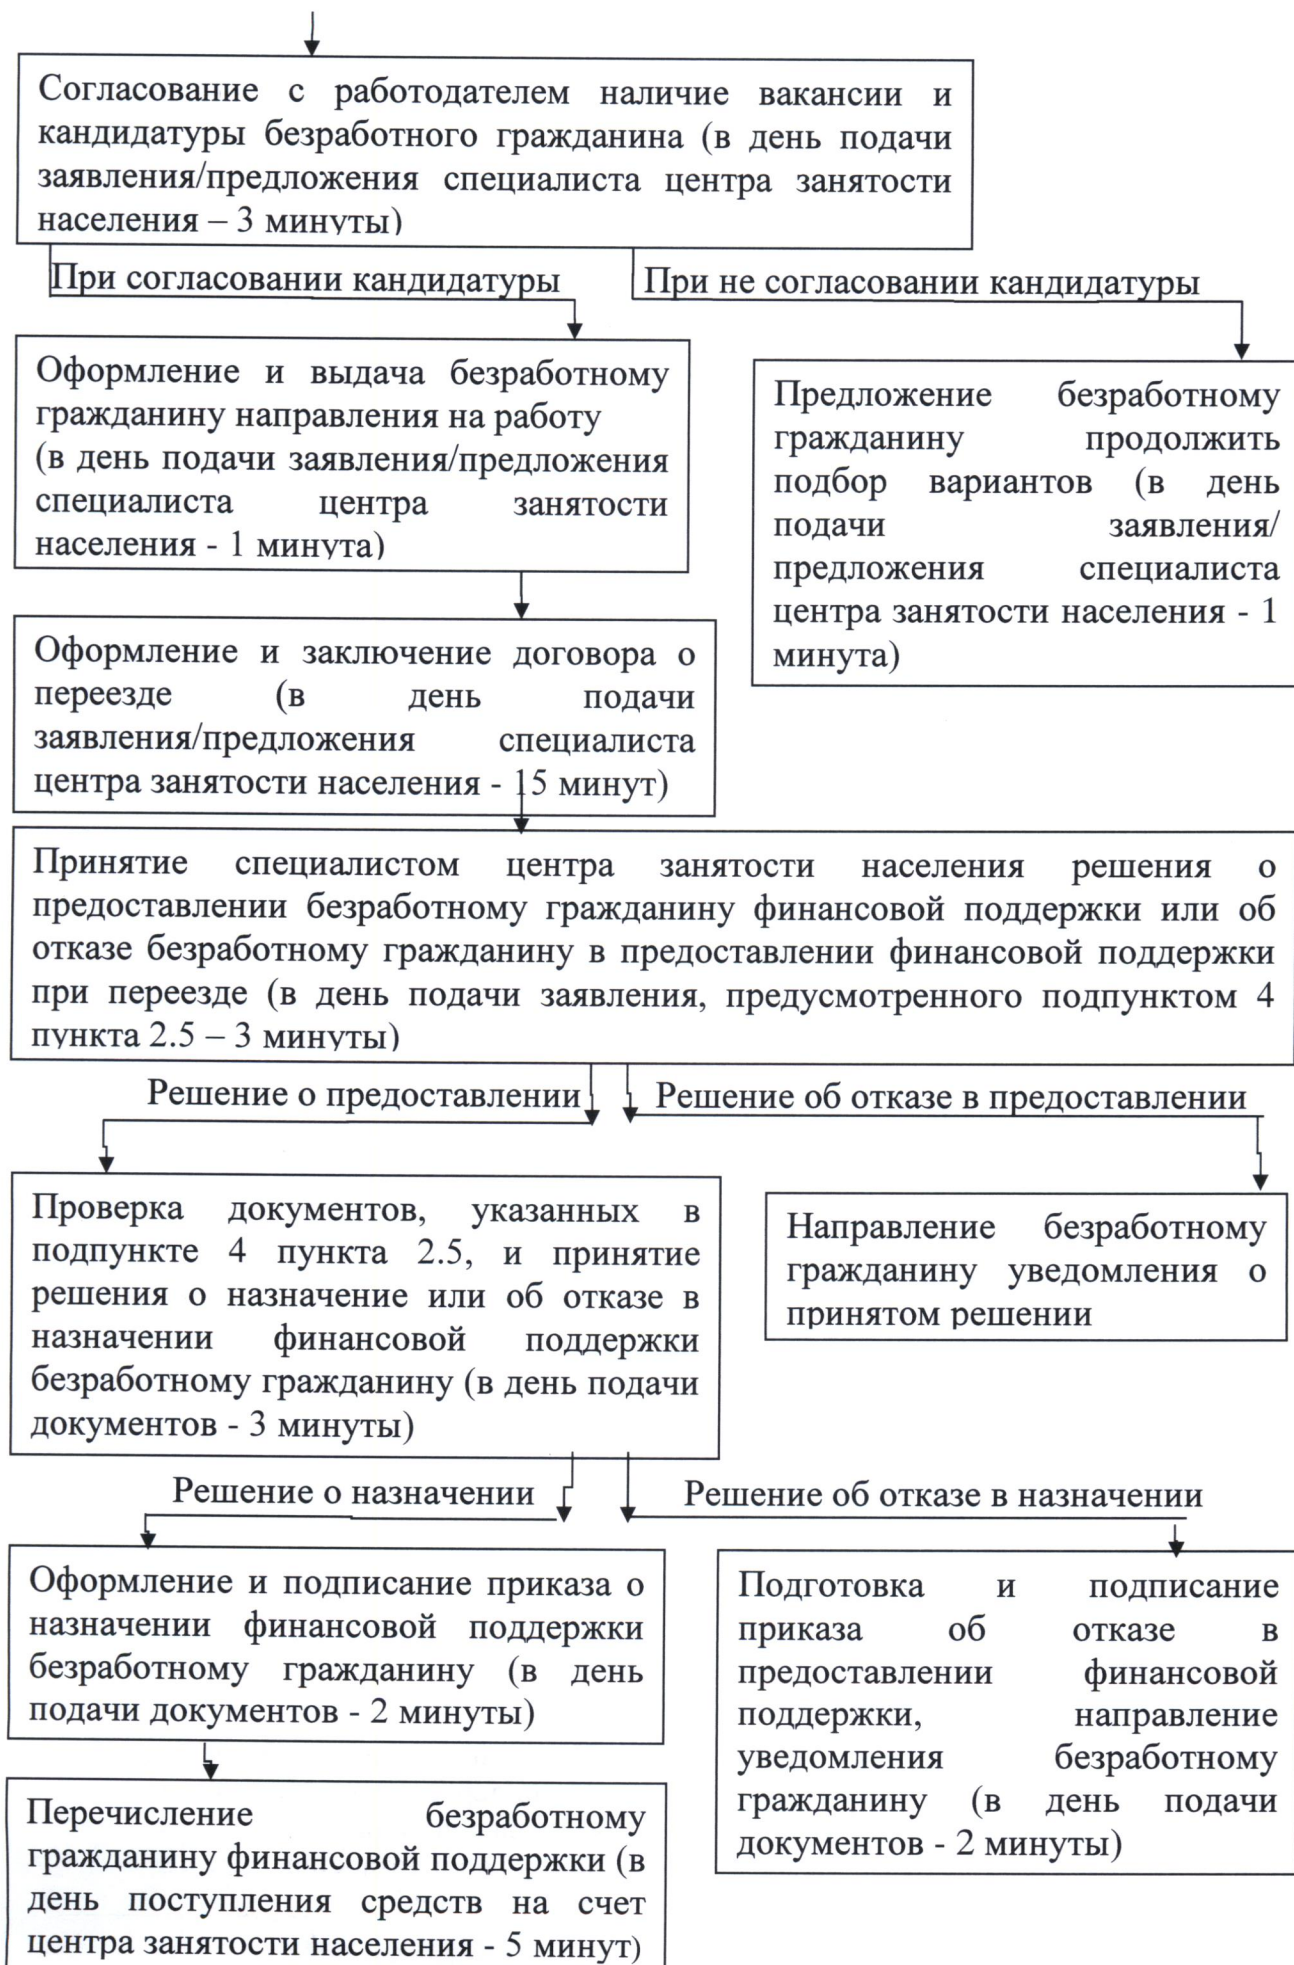 Согласование с работодателем наличие вакансии и
кандидатуры безработного гражданина (в день подачи
заявления/предложения специалиста центра занятости
населения – 3 минуты)
При согласовании кандидатуры
При не согласовании кандидатуры
Оформление и выдача безработному
гражданину направления на работу
(в день подачи заявления/предложения
специалиста центра занятости
населения - 1 минута)
Предложение безработному
гражданину продолжить
подбор вариантов (в день
подачи заявления/
предложения специалиста
центра занятости населения - 1
минута)
Оформление и заключение договора о
переезде (в день подачи
заявления/предложения специалиста
центра занятости населения - 15 минут)
Принятие специалистом центра занятости населения решения о
предоставлении безработному гражданину финансовой поддержки или об
отказе безработному гражданину в предоставлении финансовой поддержки
при переезде (в день подачи заявления, предусмотренного подпунктом 4
пункта 2.5 – 3 минуты)
Решение о предоставлении
Решение об отказе в предоставлении
Проверка документов, указанных в
подпункте 4 пункта 2.5, и принятие
решения о назначение или об отказе в
назначении финансовой поддержки
безработному гражданину (в день подачи
документов - 3 минуты)
Направление безработному
гражданину уведомления о
принятом решении
Решение о назначении
Решение об отказе в назначении
Оформление и подписание приказа о
назначении финансовой поддержки
безработному гражданину (в день
подачи документов - 2 минуты)
Подготовка и подписание
приказа об отказе в
предоставлении финансовой
поддержки, направление
уведомления безработному
гражданину (в день подачи
документов - 2 минуты)
Перечисление безработному
гражданину финансовой поддержки (в
день поступления средств на счет
центра занятости населения - 5 минут)